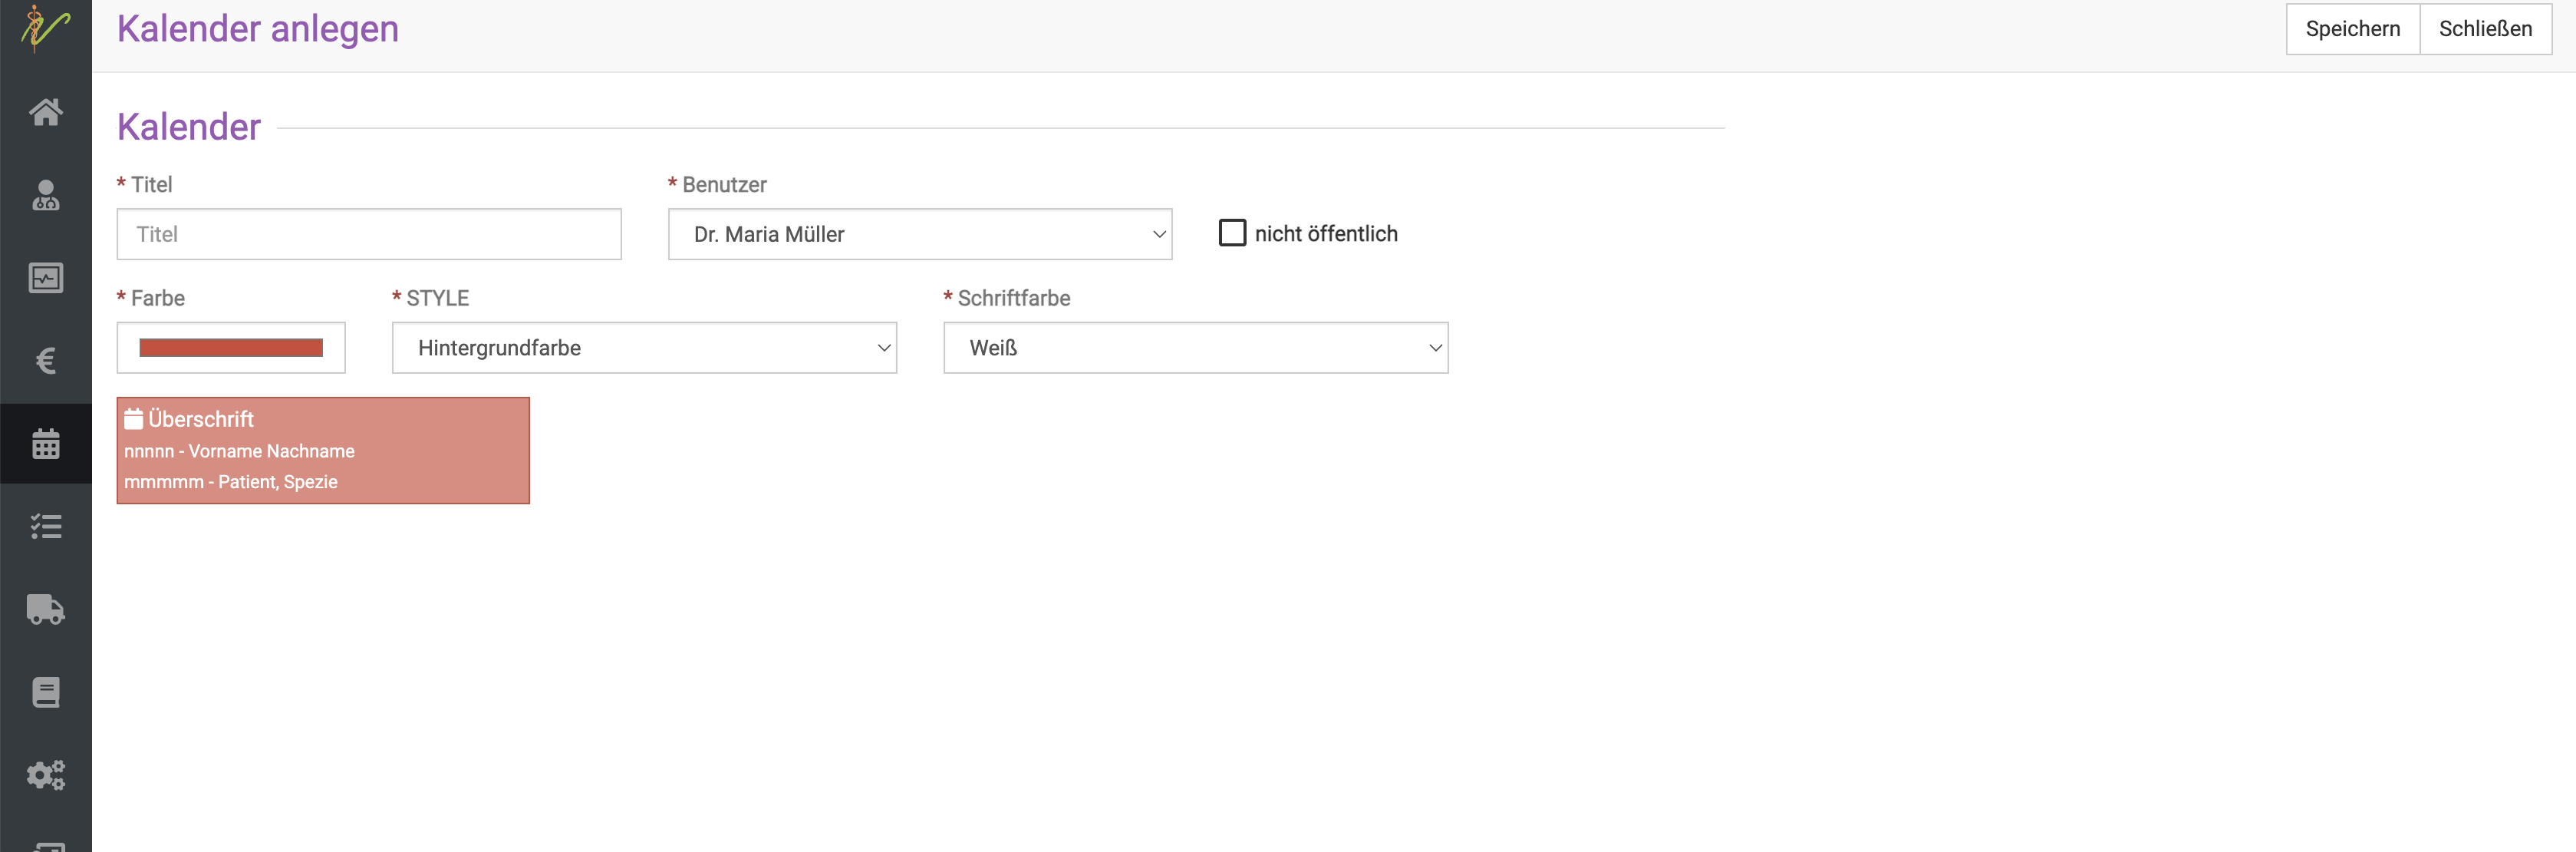 Kalender anlegen
Speichern
Schließen
Kalender
* Titel
* Benutzer
Titel
Dr. Maria Müller
nicht öffentlich
* Farbe
* STYLE
* Schriftfarbe
Hintergrundfarbe
Weiß
Überschrift
nnnnn - Vorname Nachname
mmmmm - Patient, Spezie